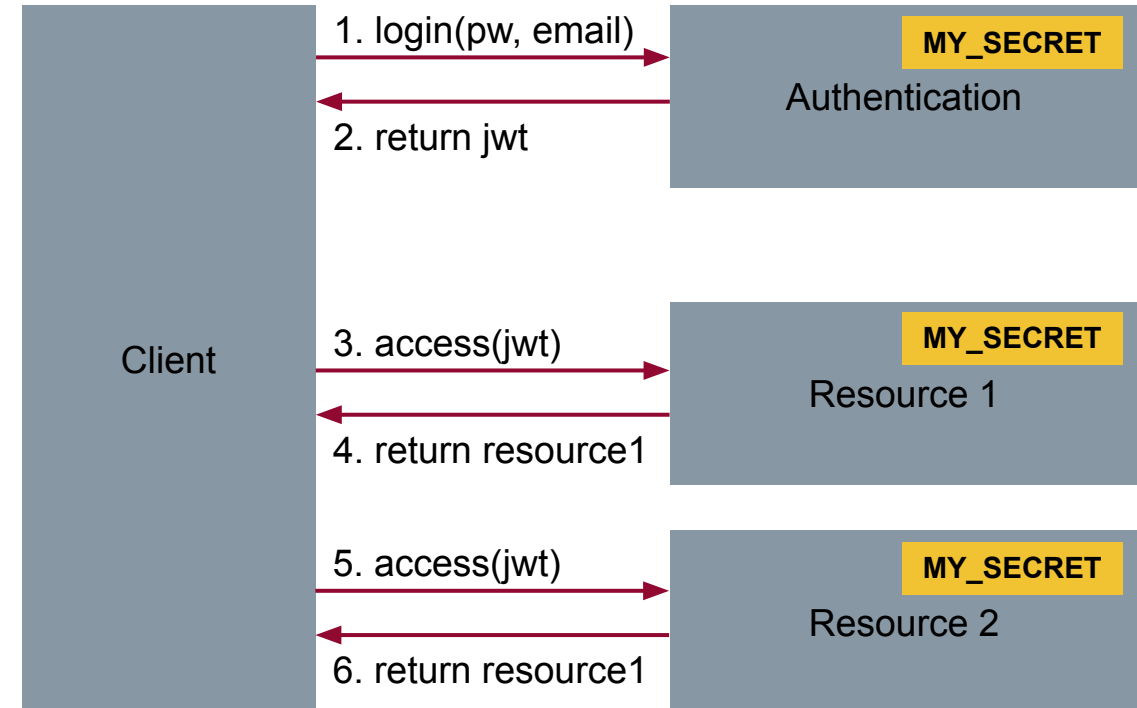 1. login(pw, email)
MY_SECRET
Authentication
2. return jwt
Client
3. access(jwt)
MY_SECRET
Resource 1
4. return resource1
5. access(jwt)
MY_SECRET
Resource 2
6. return resource1